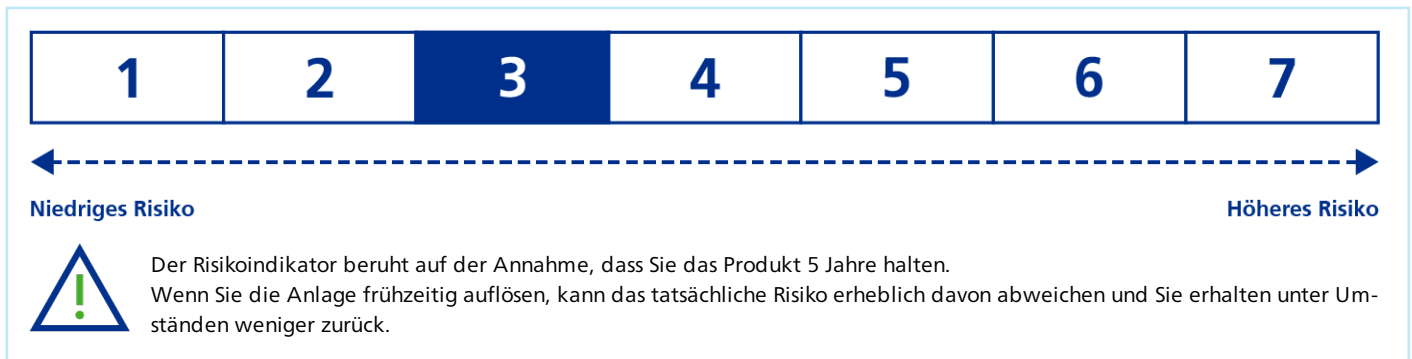 1 2 3 4 5 6 7
Niedriges Risiko Höheres Risiko
!
Der Risikoindikator beruht auf der Annahme, dass Sie das Produkt 5 Jahre halten.
Wenn Sie die Anlage frühzeitig auflösen, kann das tatsächliche Risiko erheblich davon abweichen und Sie erhalten unter Um-
ständen weniger zurück.